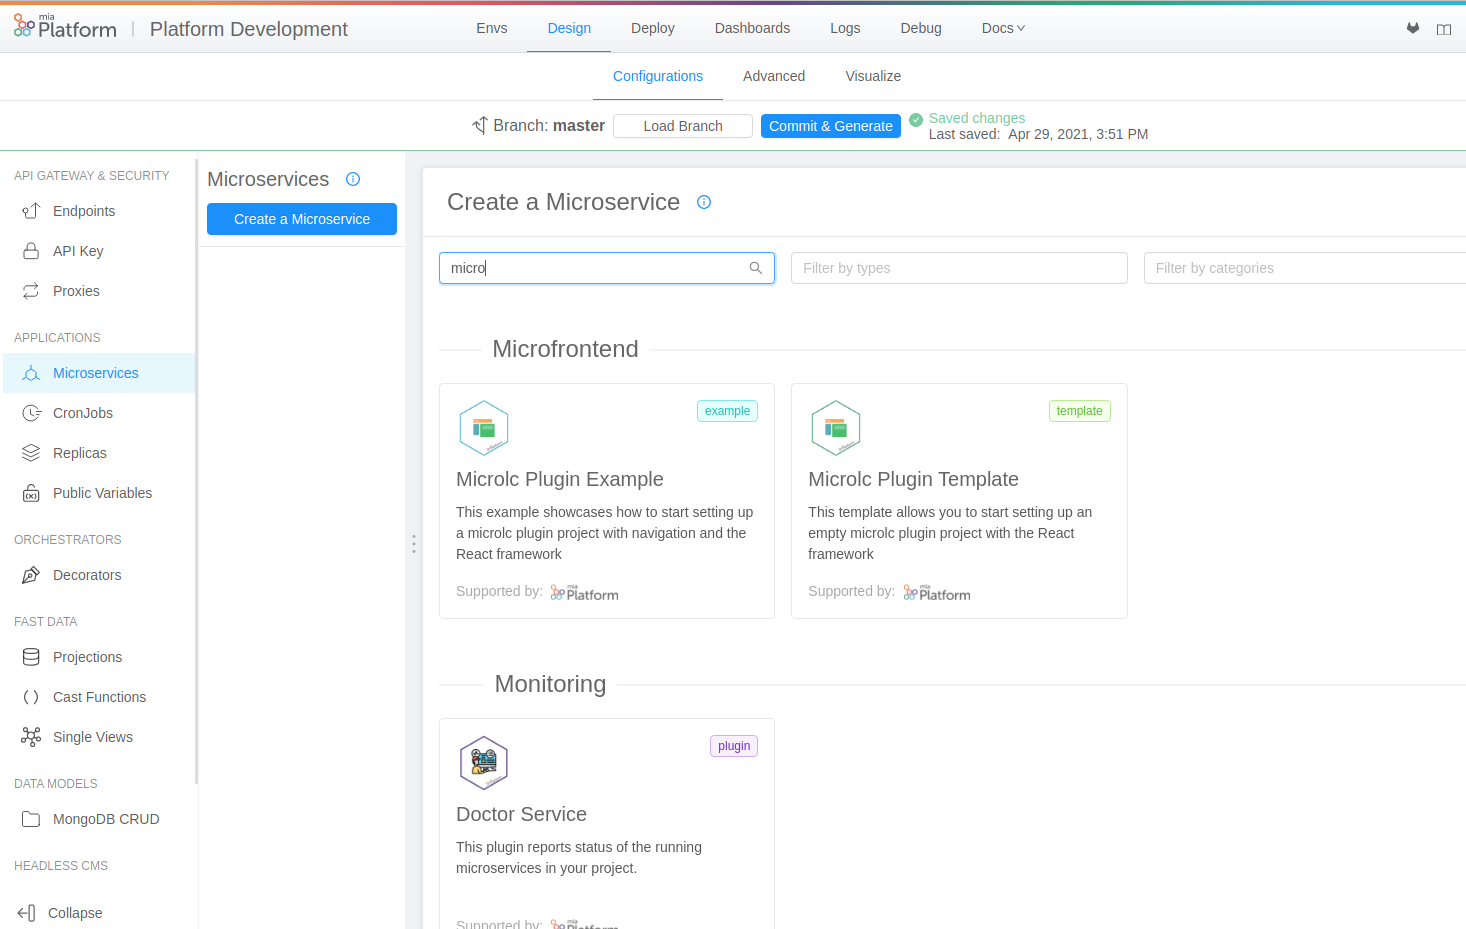 mia Platform | Platform Development
Envs Design Deploy Dashboards Logs Debug Docs
Configurations Advanced Visualize
Branch: master Load Branch Commit & Generate
Saved changes
Last saved: Apr 29, 2021, 3:51 PM
API GATEWAY & SECURITY
Endpoints
API Key
Proxies
APPLICATIONS
Microservices
CronJobs
Replicas
Public Variables
ORCHESTRATORS
Decorators
FAST DATA
Projections
Cast Functions
Single Views
DATA MODELS
MongoDB CRUD
HEADLESS CMS
Collapse
Microservices
Create a Microservice
Create a Microservice
micro
Filter by types
Filter by categories
Microfrontend
example
Microlc Plugin Example
This example showcases how to start setting up
a microlc plugin project with navigation and the
React framework
Supported by: mia Platform
template
Microlc Plugin Template
This template allows you to start setting up an
empty microlc plugin project with the React
framework
Supported by: mia Platform
Monitoring
plugin
Doctor Service
This plugin reports status of the running
microservices in your project.
Supported by: mia Platform